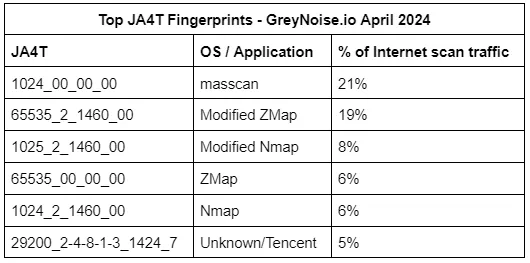 Top JA4T Fingerprints - GreyNoise.io April 2024
JA4T OS / Application % of Internet scan traffic
1024_00_00_00 masscan 21%
65535_2_1460_00 Modified ZMap 19%
1025_2_1460_00 Modified Nmap 8%
65535_00_00_00 ZMap 6%
1024_2_1460_00 Nmap 6%
29200_2-4-8-1-3_1424_7 Unknown/Tencent 5%